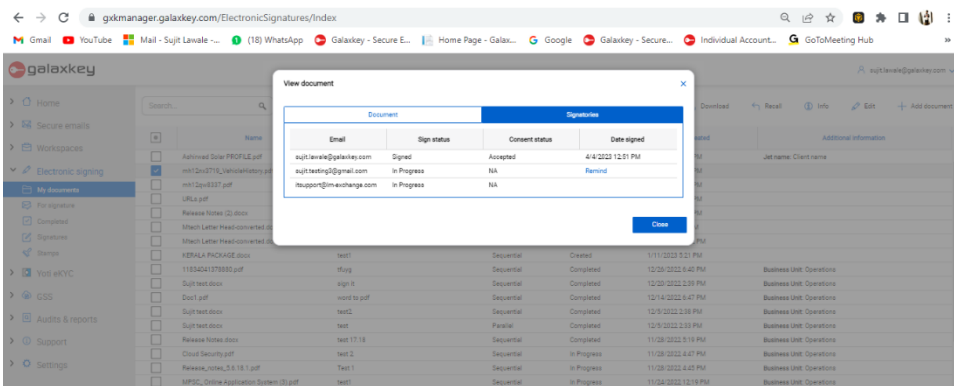 gxkmanager.galaxkey.com/ElectronicSignatures/Index
Gmail YouTube Mail - Sujit Lawale -... (18) WhatsApp Galaxkey - Secure E... Home Page - Galax... Google Galaxkey - Secure... Individual Account... GoToMeeting Hub »
galaxkey
sujit.lawale@galaxkey.com
View document ×
Document Signatories
Email Sign status Consent status Date signed
sujit.lawale@galaxkey.com Signed Accepted 4/4/2023 12:51 PM
sujit.testing3@gmail.com In Progress NA Remind
itsupport@lm-exchange.com In Progress NA
Close
Home
Secure emails
Workspaces
Electronic signing
My documents
For signature
Completed
Signatures
Stamps
Yoti eKYC
GSS
Audits & reports
Support
Settings
Search...
Download Recall Info Edit Add document
Name Additional information
Ashirwad Solar PROFILE.pdf Jet name: Client name
URLs.pdf
Release Notes (2).docx
Mtech Letter Head-converted
Mtech Letter Head-converted
KERALA PACKAGE.docx test1 Sequential Created 1/11/2023 5:21 PM
tfuyg Sequential Completed 12/28/2022 6:40 PM Business Unit: Operations
Sujit test.docx sign it Sequential Completed 12/20/2022 2:39 PM Business Unit: Operations
Doc1.pdf word to pdf Sequential Completed 12/14/2022 6:47 PM Business Unit: Operations
Sujit test.docx test2 Sequential Completed 12/5/2022 2:38 PM Business Unit: Operations
Sujit test.docx test Parallel Completed 12/5/2022 2:33 PM Business Unit: Operations
Release Notes.docx test 17.18 Sequential Completed 11/29/2022 5:19 PM Business Unit: Operations
Cloud Security.pdf test 2 Sequential In Progress 11/28/2022 4:47 PM Business Unit: Operations
Release_notes_5.6.18.1.pdf Test 1 Sequential In Progress 11/28/2022 4:45 PM Business Unit: Operations
MPSC_ Online Application System (3).pdf test1 Sequential In Progress 11/24/2022 12:19 PM Business Unit: Operations